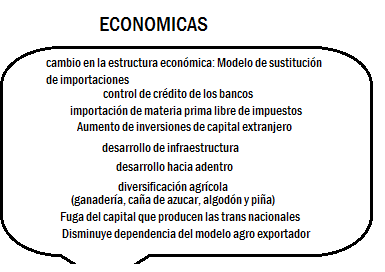 ECONOMICAS
cambio en la estructura económica: Modelo de sustitución
de importaciones
control de crédito de los bancos
importación de materia prima libre de impuestos
Aumento de inversiones de capital extranjero
desarrollo de infraestructura
desarrollo hacia adentro
diversificación agrícola
(ganadería, caña de azucar, algodón y piña)
Fuga del capital que producen las trans nacionales
Disminuye dependencia del modelo agro exportador